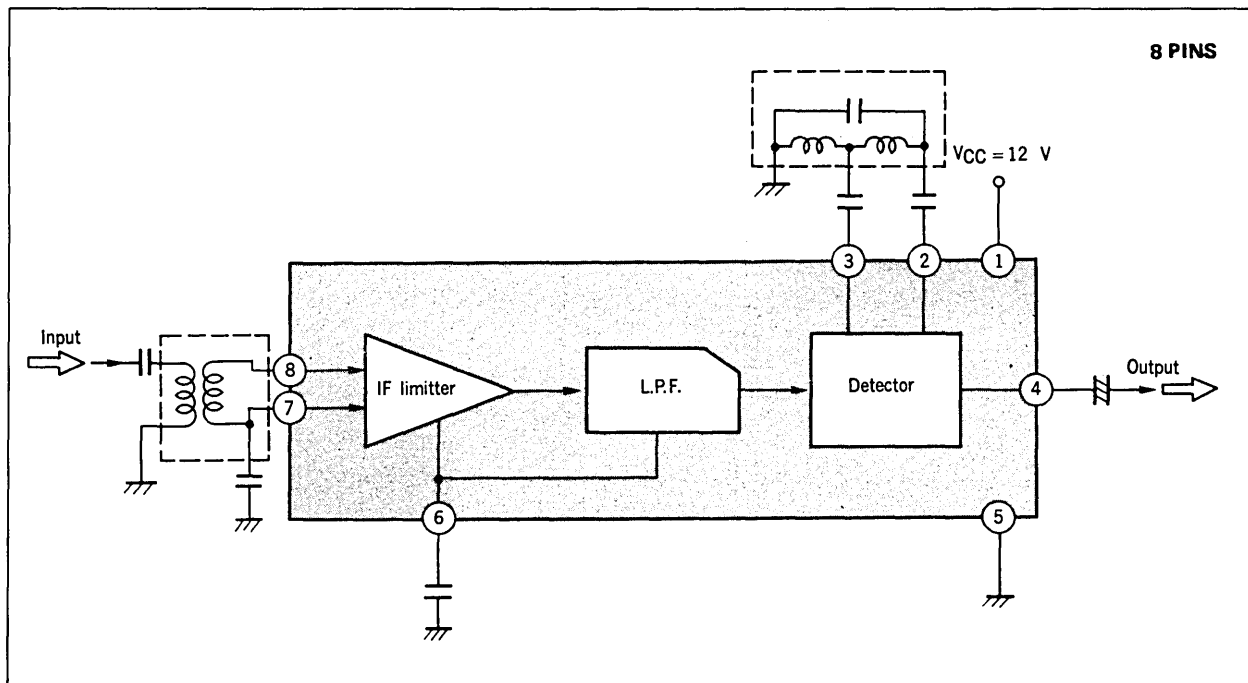 8 PINS
VCC = 12 V
3
2
1
Input
8
7
IF limitter
L.P.F.
Detector
4
Output
6
5